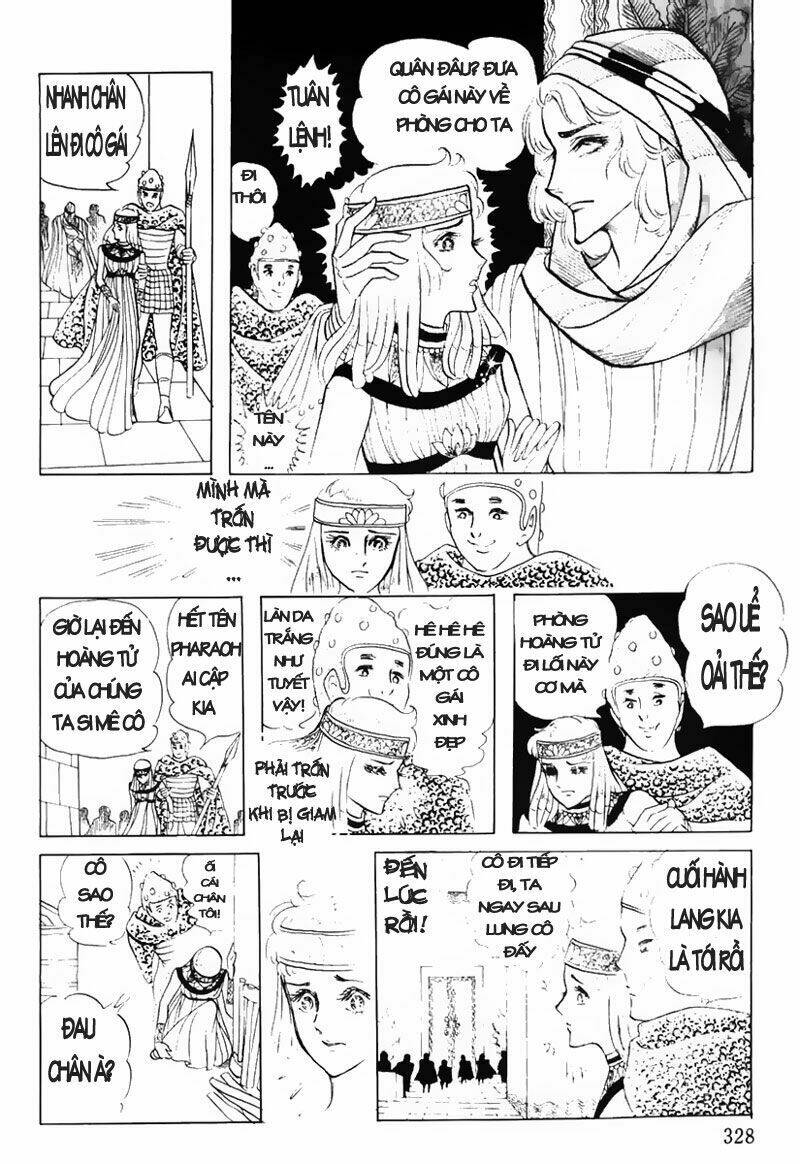 QUÂN ĐÂU? ĐƯA
CÔ GÁI NÀY VỀ
PHÒNG CHO TA
TUÂN
LỆNH!
ĐI
THÔI
TÊN
NÀY
...
NHANH CHÂN
LÊN ĐI CÔ GÁI
MÌNH MÀ
TRỐN
ĐƯỢC THÌ
...
SAO UỂ
OẢI THẾ?
PHÒNG
HOÀNG TỬ
ĐI LỐI NÀY
CƠ MÀ
HÊ HÊ HÊ
ĐÚNG LÀ
MỘT CÔ
GÁI
XINH
ĐẸP
LÀN DA
TRẮNG
NHƯ
TUYẾT
VẬY!
PHẢI TRỐN
TRƯỚC
KHI BỊ GIAM
LẠI
HẾT TÊN
PHARAOH
AI CẬP
KIA
GIỜ LẠI ĐẾN
HOÀNG TỬ
CỦA CHÚNG
TA SI MÊ CÔ
CUỐI HÀNH
LANG KIA
LÀ TỚI RỒI
CÔ ĐI TIẾP
ĐI, TA
NGAY SAU
LƯNG CÔ
ĐẤY
ĐẾN
LÚC
RỒI!
Ối
CÁI
CHÂN
TÔI!
CÔ
SAO
THẾ?
ĐAU
CHÂN À?
328